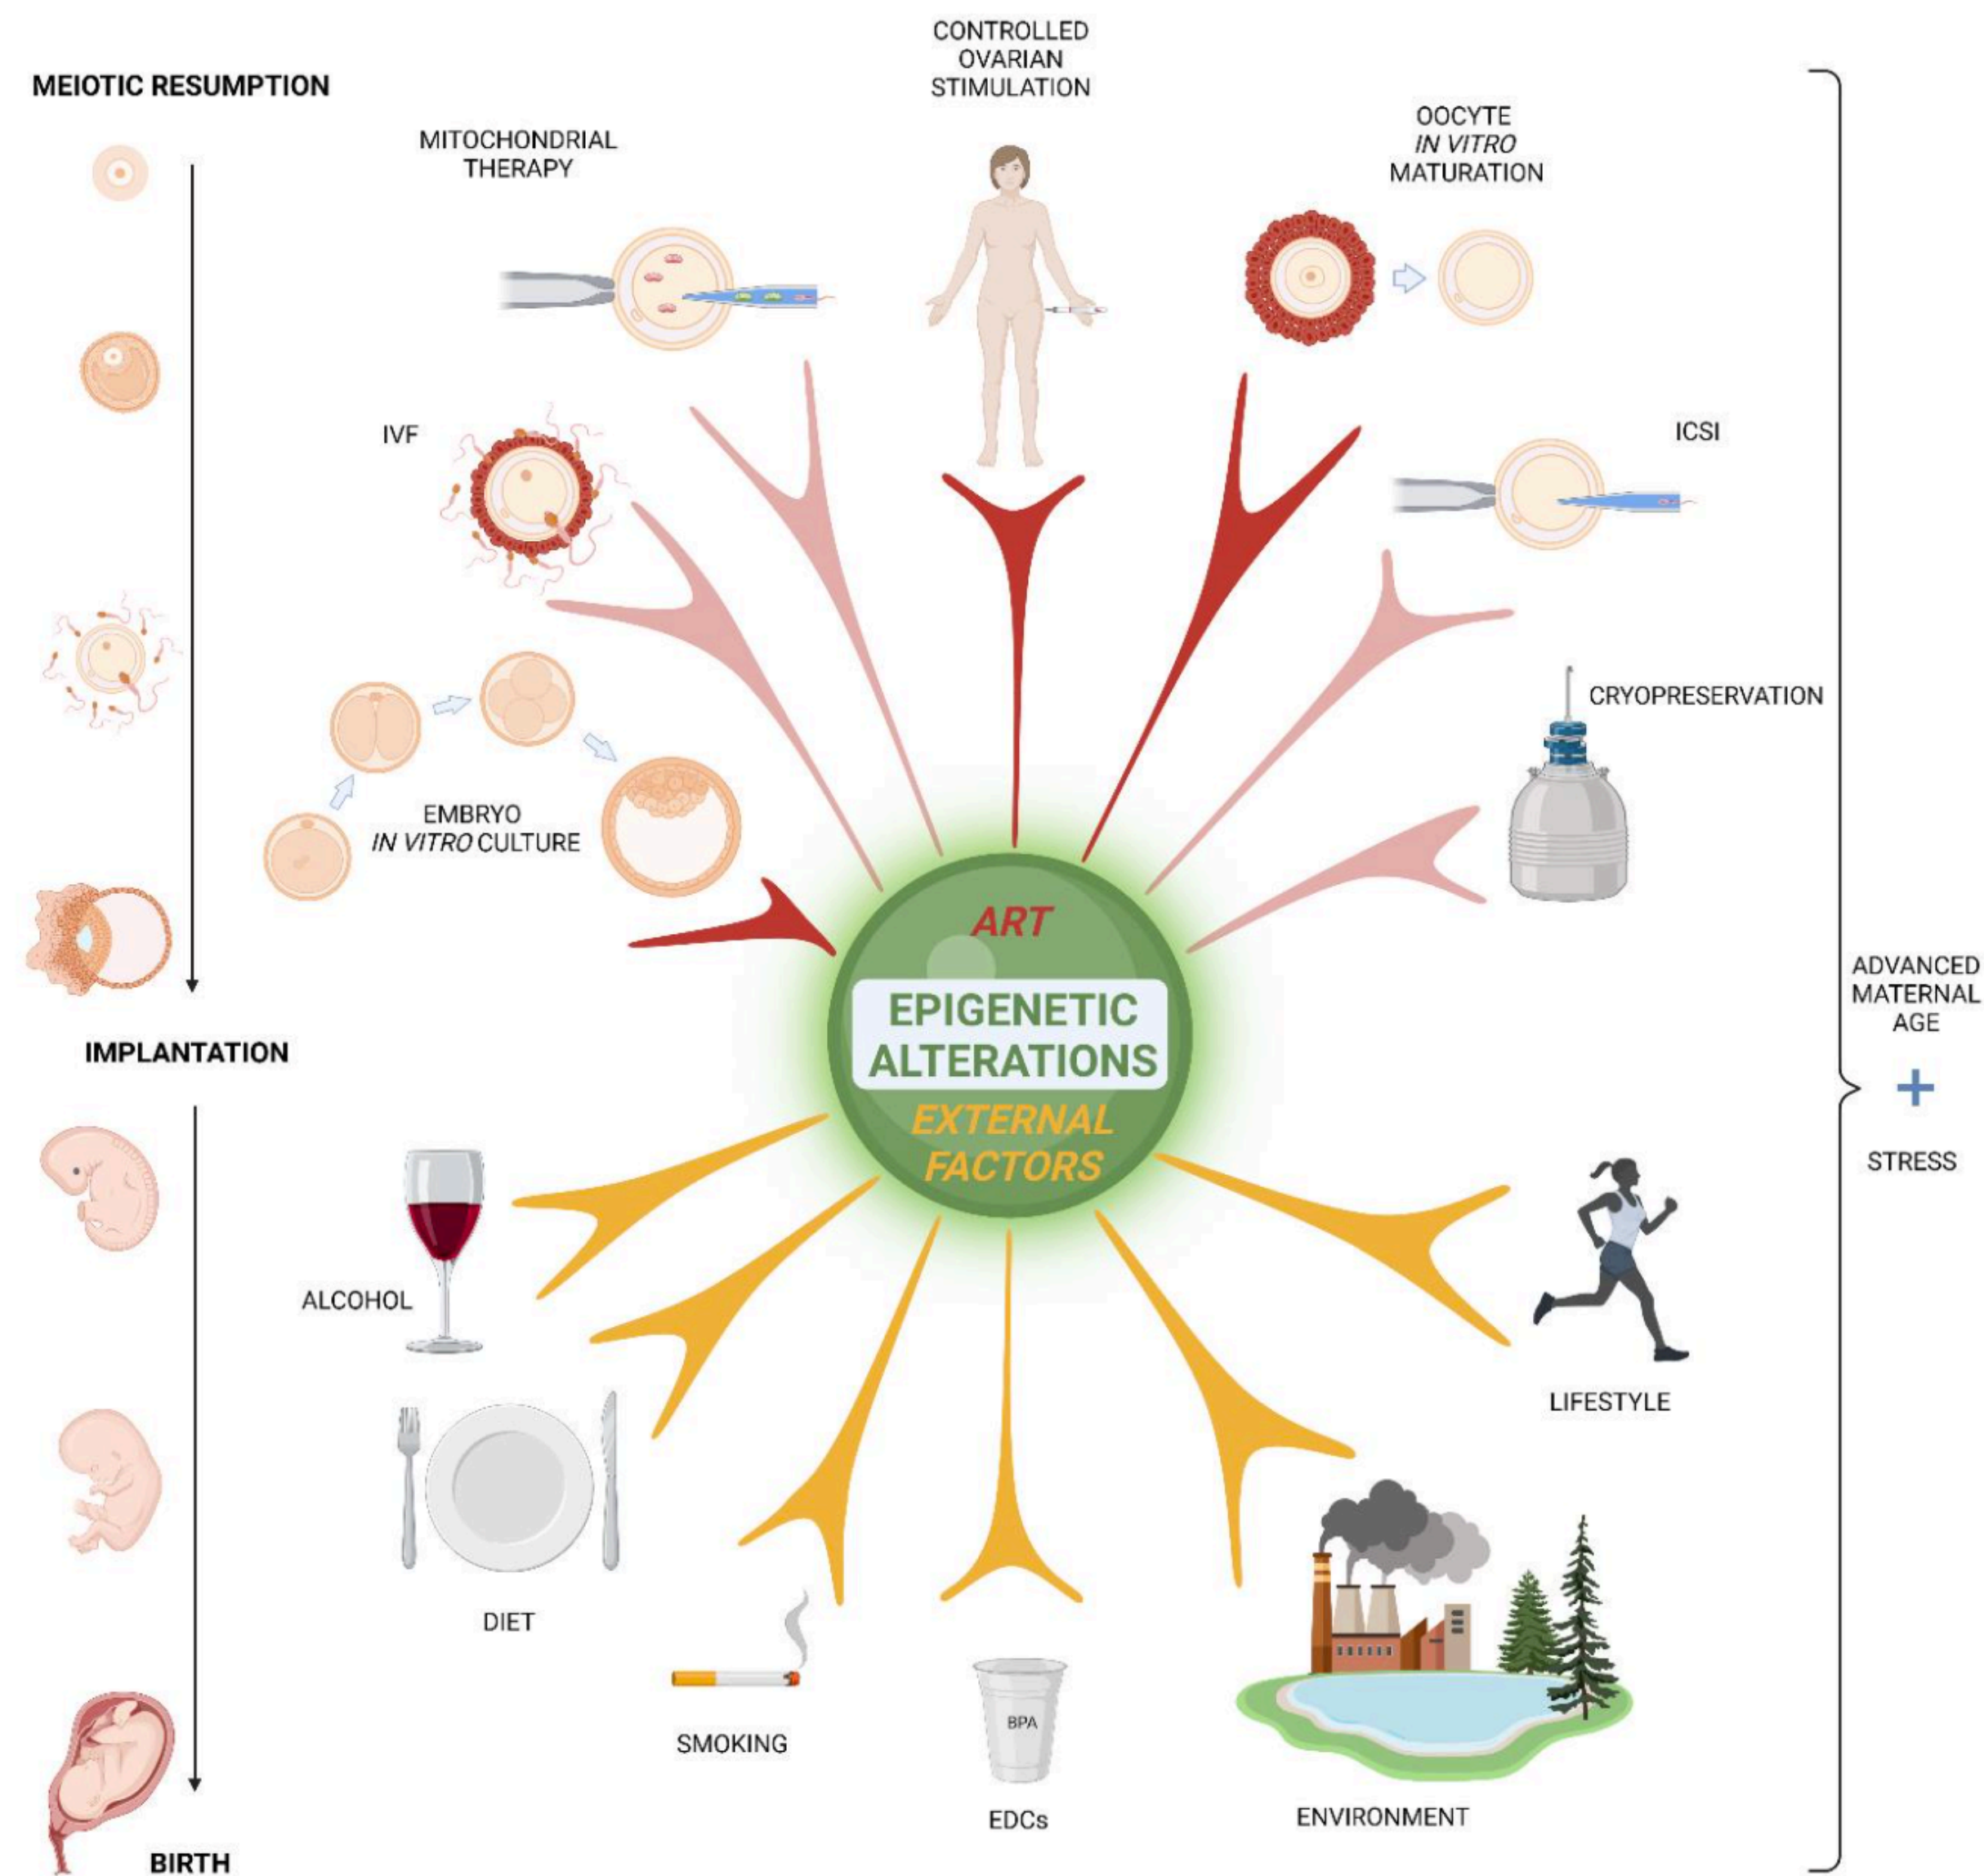 CONTROLLED
OVARIAN
STIMULATION
MEIOTIC RESUMPTION
MITOCHONDRIAL
THERAPY
OOCYTE
IN VITRO
MATURATION
IVF
ICSI
CRYOPRESERVATION
EMBRYO
IN VITRO CULTURE
ART
EPIGENETIC
ALTERATIONS
EXTERNAL
FACTORS
ADVANCED
MATERNAL
AGE
+
STRESS
IMPLANTATION
ALCOHOL
LIFESTYLE
DIET
SMOKING
BPA
EDCs
ENVIRONMENT
BIRTH